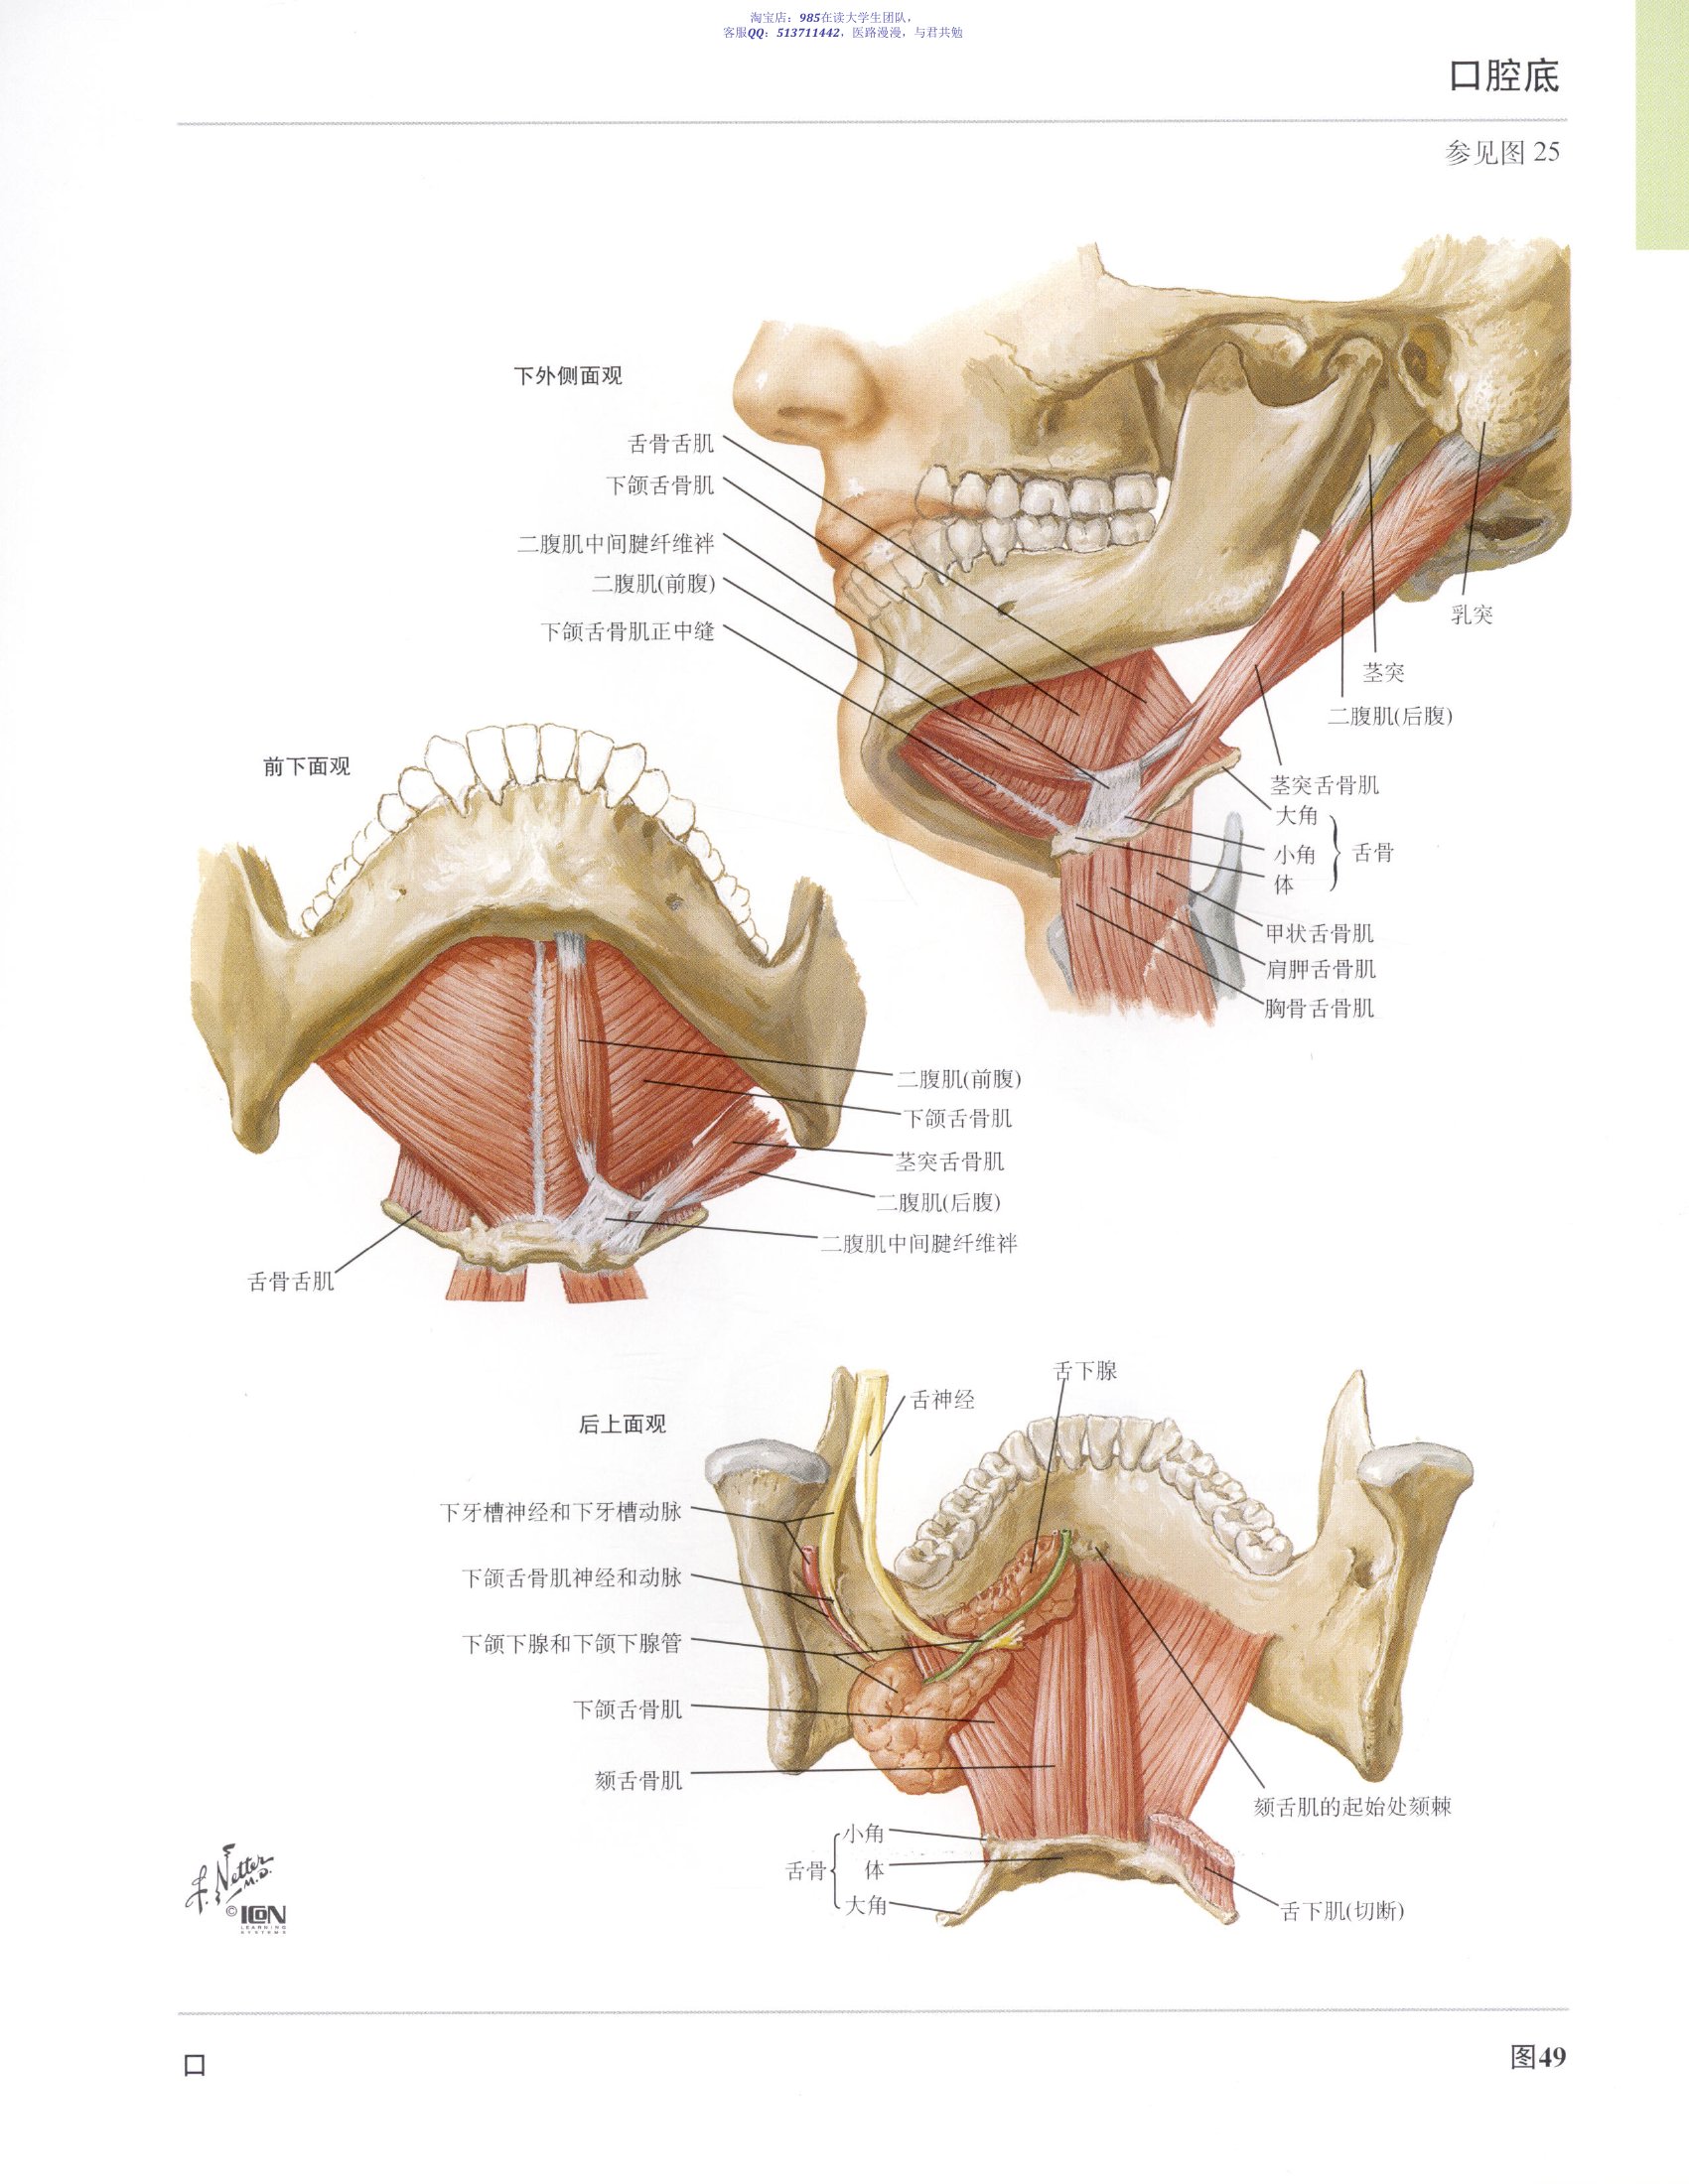 淘宝店：985在读大学生团队，
客服QQ：513711442，医路漫漫，与君共勉
口腔底
参见图 25
下外侧面观
舌骨舌肌
下颌舌骨肌
二腹肌中间腱纤维袢
二腹肌(前腹)
下颌舌骨肌正中缝
乳突
茎突
二腹肌(后腹)
茎突舌骨肌
大角
小角
体
舌骨
甲状舌骨肌
肩胛舌骨肌
胸骨舌骨肌
前下面观
二腹肌(前腹)
下颌舌骨肌
茎突舌骨肌
二腹肌(后腹)
二腹肌中间腱纤维袢
舌骨舌肌
后上面观
舌神经
舌下腺
下牙槽神经和下牙槽动脉
下颌舌骨肌神经和动脉
下颌下腺和下颌下腺管
下颌舌骨肌
颏舌骨肌
小角
舌骨
体
大角
颏舌肌的起始处颏棘
舌下肌(切断)
F. Netter
M.D.
© ICON
LEARNING
SYSTEMS
口
图49